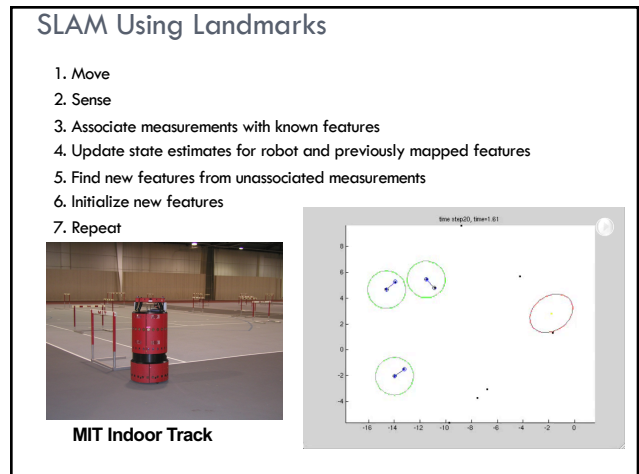 SLAM Using Landmarks
1. Move
2. Sense
3. Associate measurements with known features
4. Update state estimates for robot and previously mapped features
5. Find new features from unassociated measurements
6. Initialize new features
7. Repeat
time step20, time=1.61
8
6
4
2
0
-2
-4
-16 -14 -12 -10 -8 -6 -4 -2 0
MIT Indoor Track